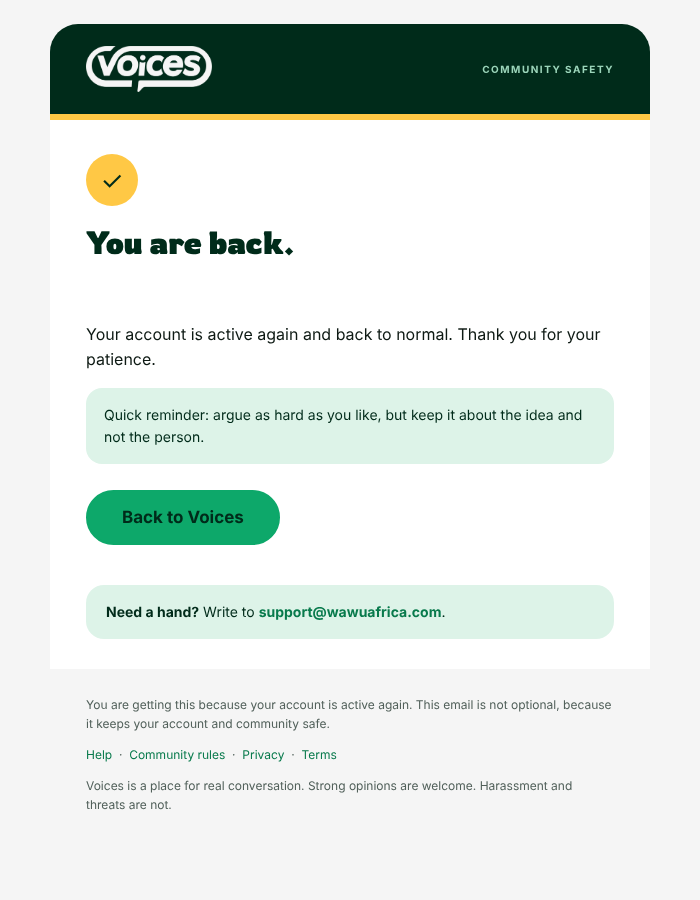 Voices
COMMUNITY SAFETY
You are back.
Your account is active again and back to normal. Thank you for your
patience.
Quick reminder: argue as hard as you like, but keep it about the idea and
not the person.
Back to Voices
Need a hand? Write to support@wawuafrica.com.
You are getting this because your account is active again. This email is not optional, because
it keeps your account and community safe.
Help · Community rules · Privacy · Terms
Voices is a place for real conversation. Strong opinions are welcome. Harassment and
threats are not.